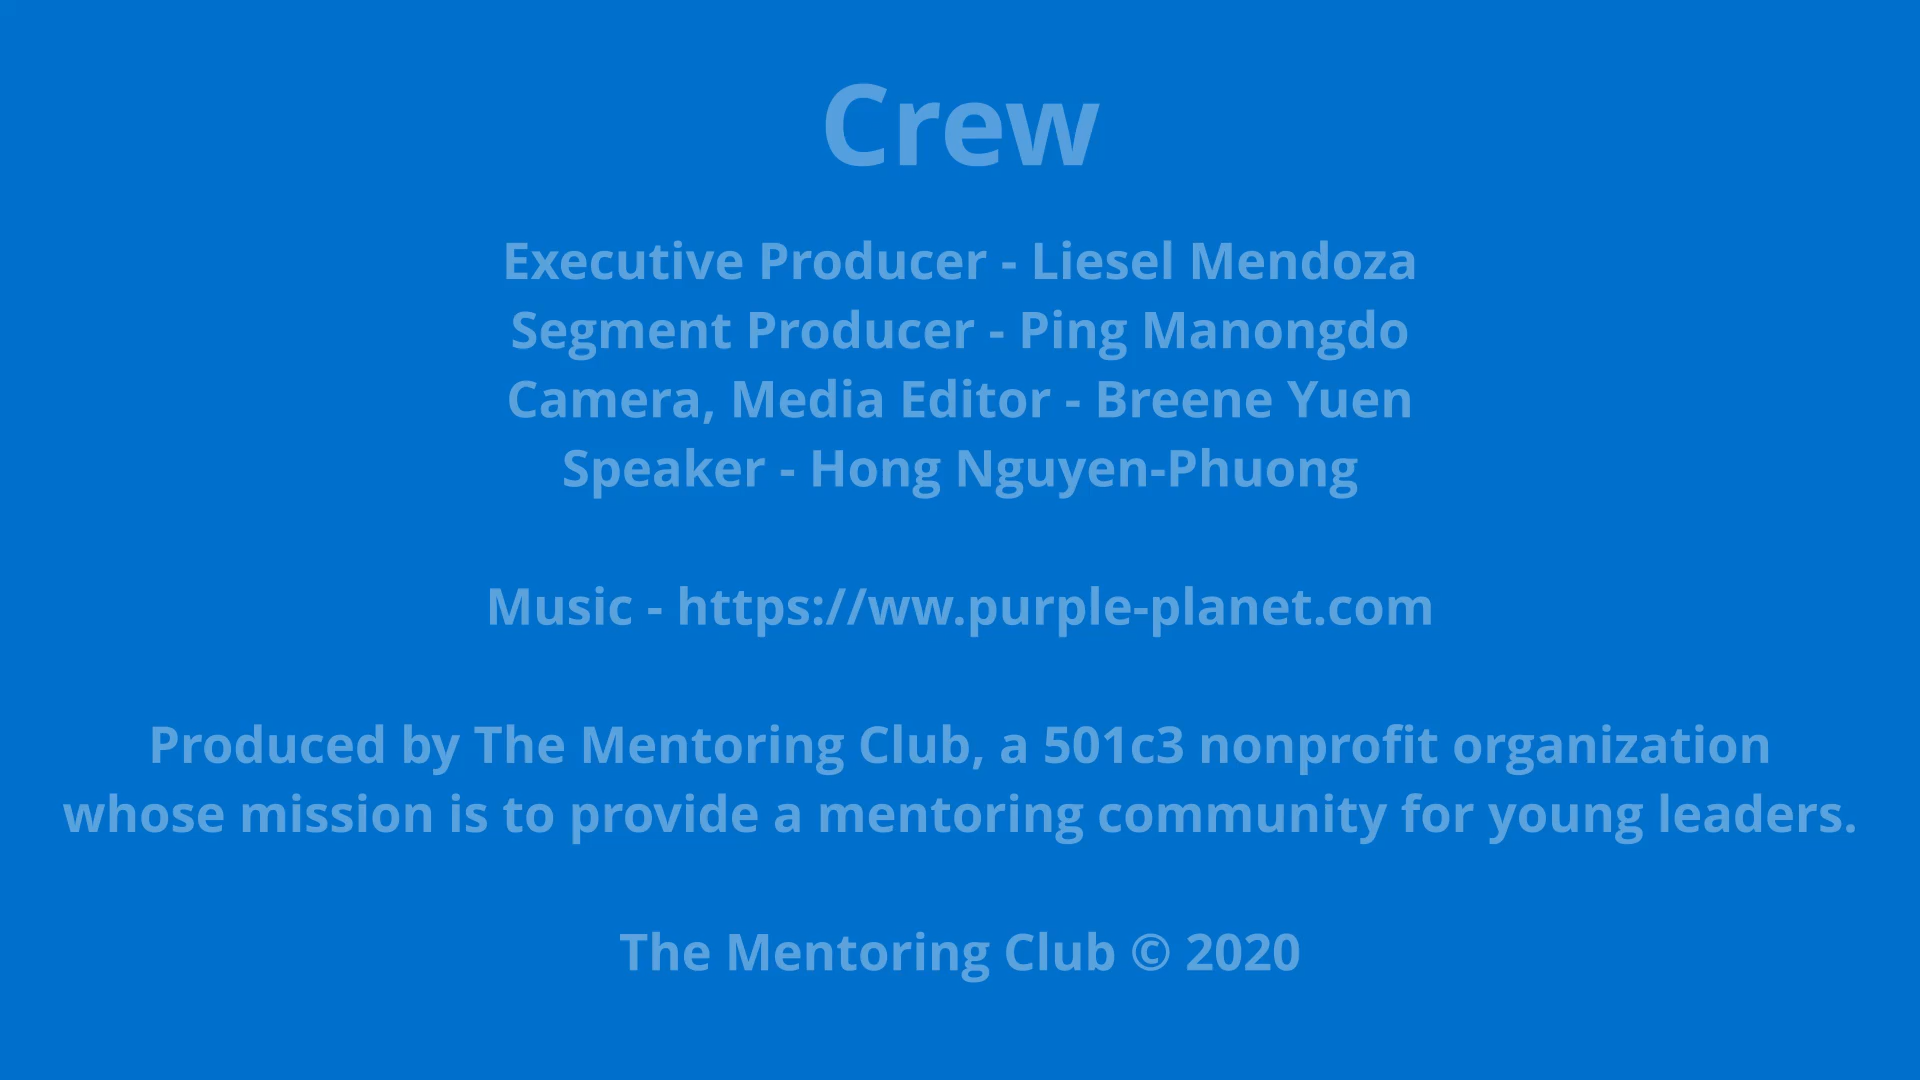 Crew
Executive Producer - Liesel Mendoza
Segment Producer - Ping Manongdo
Camera, Media Editor - Breene Yuen
Speaker - Hong Nguyen-Phuong
Music - https://ww.purple-planet.com
Produced by The Mentoring Club, a 501c3 nonprofit organization
whose mission is to provide a mentoring community for young leaders.
The Mentoring Club © 2020